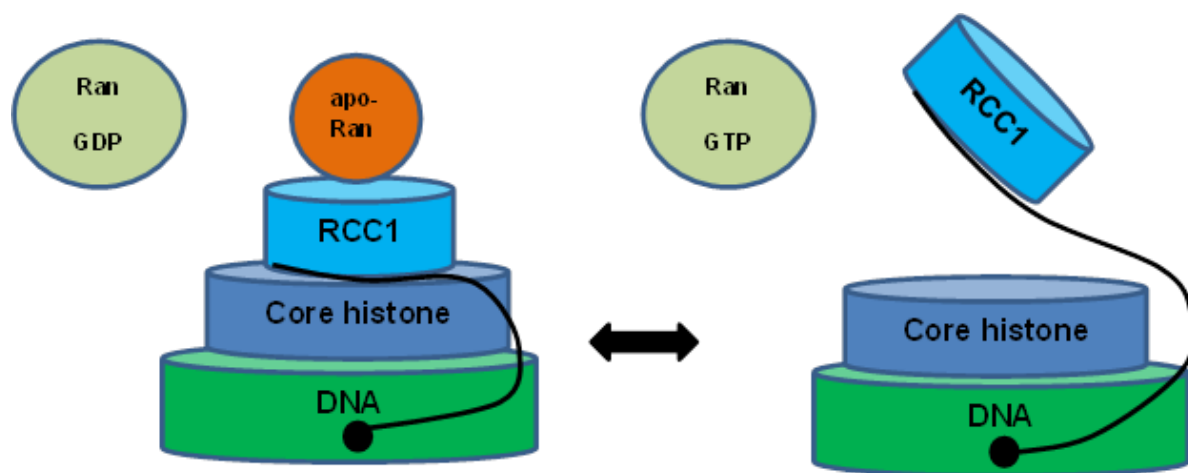 Ran
GDP
apo-
Ran
RCC1
Core histone
DNA
Ran
GTP
RCC1
Core histone
DNA